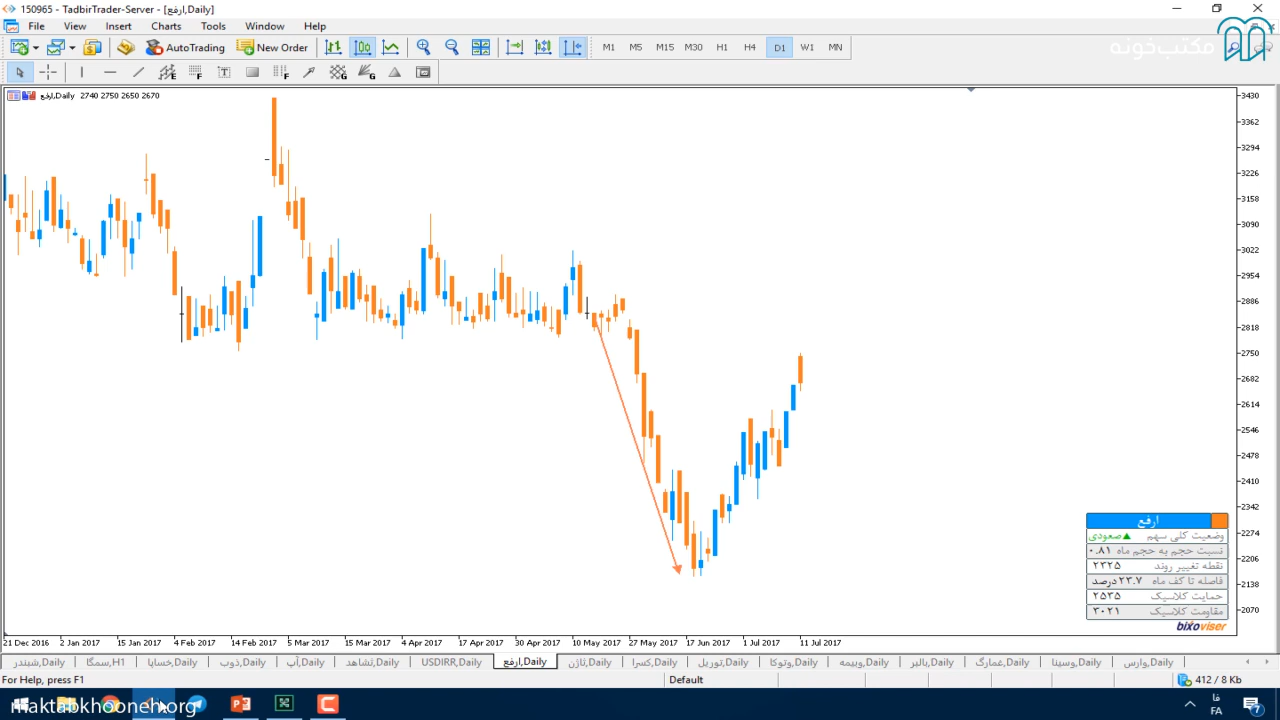 150965 - TadbirTrader-Server - [ارفع,Daily]
File View Insert Charts Tools Window Help
AutoTrading New Order M1 M5 M15 M30 H1 H4 D1 W1 MN
مکتب‌خونه
ارفع,Daily 2740 2750 2650 2670
3430
3362
3294
3226
3158
3090
3022
2954
2886
2818
2750
2682
2614
2546
2478
2410
2342
2274
2206
2138
2070
ارفع
وضعیت کلی سهم ▲صعودی
نسبت حجم به حجم ماه ۰.۸۱
نقطه تغییر روند ۲۳۲۵
فاصله تا کف ماه ۲۳.۷ درصد
حمایت کلاسیک ۲۵۳۵
مقاومت کلاسیک ۳۰۲۱
bixoviser
21 Dec 2016 2 Jan 2017 15 Jan 2017 4 Feb 2017 14 Feb 2017 5 Mar 2017 15 Mar 2017 4 Apr 2017 17 Apr 2017 30 Apr 2017 10 May 2017 27 May 2017 17 Jun 2017 1 Jul 2017 11 Jul 2017
شبندر,Daily سمگا,H1 خساپا,Daily ذوب,Daily آپ,Daily تشاهد,Daily USDIRR,Daily ارفع,Daily ثاژن,Daily کسرا,Daily توریل,Daily وتوکا,Daily وبیمه,Daily بالبر,Daily غمارگ,Daily وسینا,Daily وارس,Daily
For Help, press F1 Default 412 / 8 Kb
maktabkhooneh.org
فا
FA
7